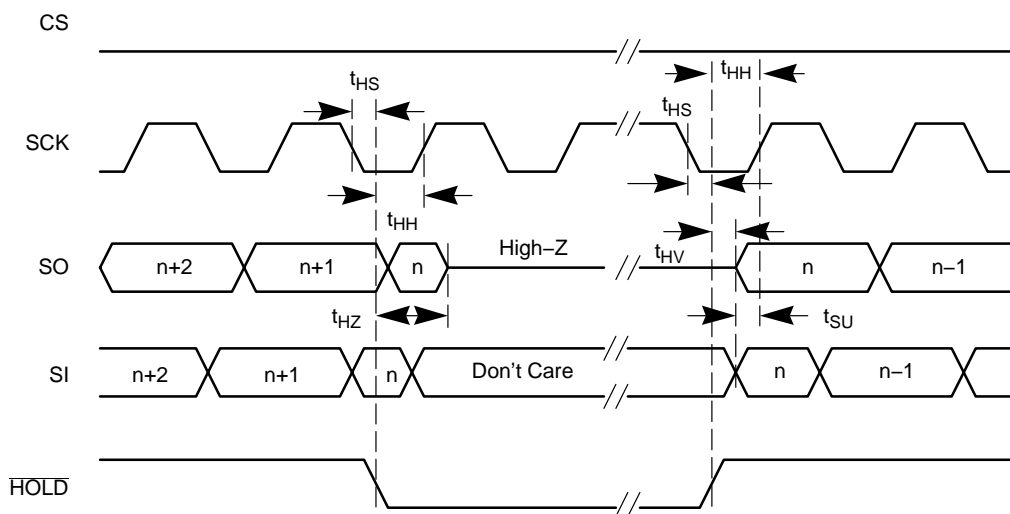 CS
tHH
tHS
tHS
SCK
tHH
High–Z
tHV
SO
n+2
n+1
n
n
n–1
tHZ
tSU
SI
n+2
n+1
n
Don't Care
n
n–1
HOLD